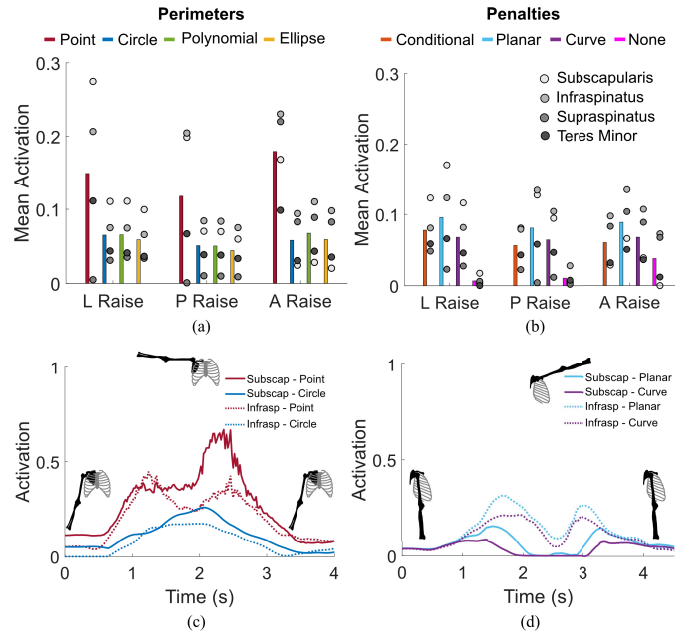 Perimeters
Point Circle Polynomial Ellipse
0.3
0.2
0.1
0
Mean Activation
L Raise P Raise A Raise
(a)
Penalties
Conditional Planar Curve None
Subscapularis
Infraspinatus
Supraspinatus
Teres Minor
0.3
0.2
0.1
0
Mean Activation
L Raise P Raise A Raise
(b)
Subscap - Point
Subscap - Circle
Infrasp - Point
Infrasp - Circle
1
0.5
0
Activation
0 1 2 3 4
Time (s)
(c)
Subscap - Planar
Subscap - Curve
Infrasp - Planar
Infrasp - Curve
1
0.5
0
Activation
0 1 2 3 4
Time (s)
(d)